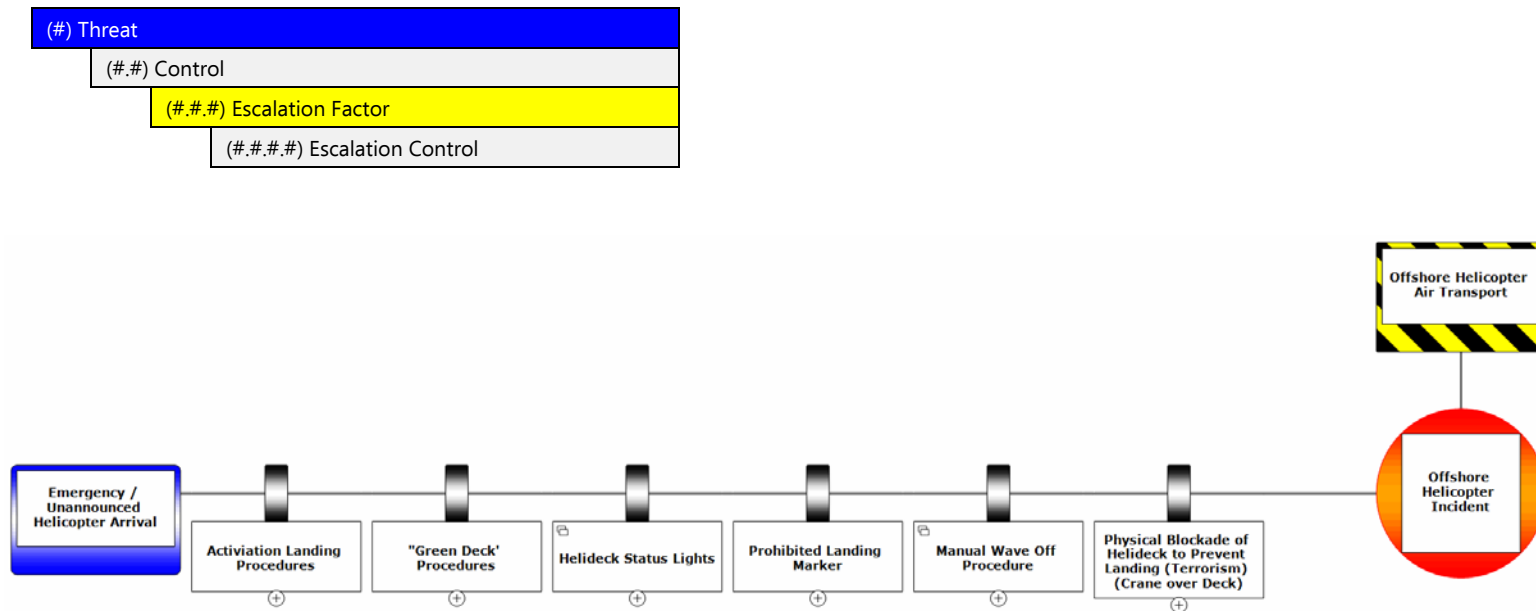 (#) Threat
(#.#) Control
(#.#.#) Escalation Factor
(#.#.#.#) Escalation Control
Offshore Helicopter
Air Transport
Emergency /
Unannounced
Helicopter Arrival
Activiation Landing
Procedures
"Green Deck'
Procedures
Helideck Status Lights
Prohibited Landing
Marker
Manual Wave Off
Procedure
Physical Blockade of
Helideck to Prevent
Landing (Terrorism)
(Crane over Deck)
Offshore
Helicopter
Incident